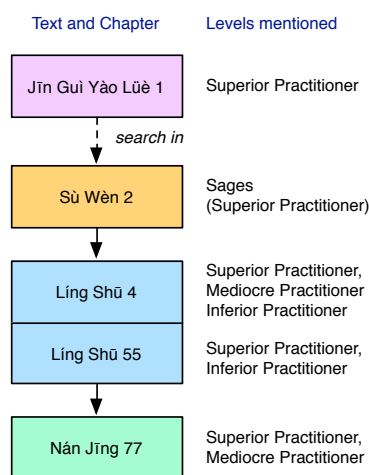 Text and Chapter
Levels mentioned
Jīn Guì Yào Lüè 1
Superior Practitioner
search in
Sù Wèn 2
Sages
(Superior Practitioner)
Líng Shū 4
Superior Practitioner,
Mediocre Practitioner
Inferior Practitioner
Líng Shū 55
Superior Practitioner,
Inferior Practitioner
Nán Jīng 77
Superior Practitioner,
Mediocre Practitioner